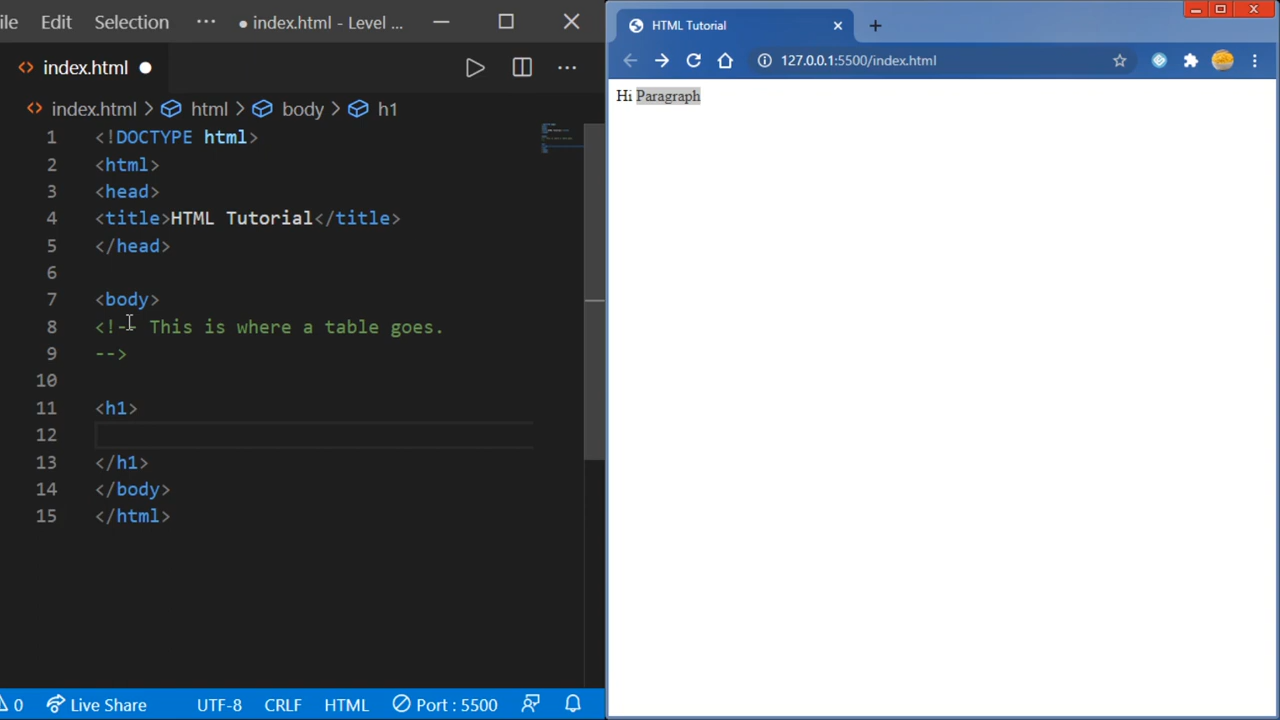 ile Edit Selection ··· ● index.html - Level ...
index.html ●
index.html > html > body > h1
1 <!DOCTYPE html>
2 <html>
3 <head>
4 <title>HTML Tutorial</title>
5 </head>
6
7 <body>
8 <!-- This is where a table goes.
9 -->
10
11 <h1>
12
13 </h1>
14 </body>
15 </html>
0 Live Share UTF-8 CRLF HTML Port : 5500
HTML Tutorial
127.0.0.1:5500/index.html
Hi Paragraph